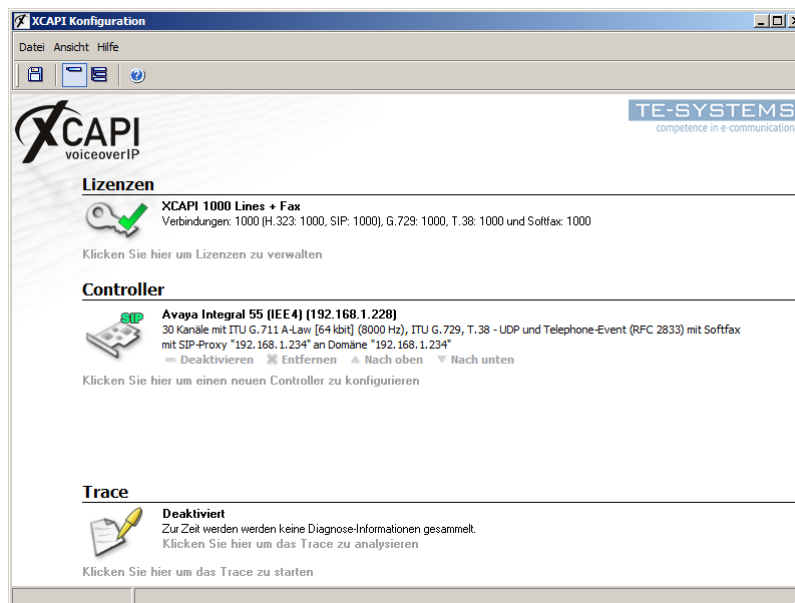 XCAPI Konfiguration
Datei Ansicht Hilfe
XCAPI
voiceoverIP
TE-SYSTEMS
competence in e-communication
Lizenzen
XCAPI 1000 Lines + Fax
Verbindungen: 1000 (H.323: 1000, SIP: 1000), G.729: 1000, T.38: 1000 und Softfax: 1000
Klicken Sie hier um Lizenzen zu verwalten
Controller
SIP
Avaya Integral 55 (IEE4) (192.168.1.228)
30 Kanäle mit ITU G.711 A-Law [64 kbit] (8000 Hz), ITU G.729, T.38 - UDP und Telephone-Event (RFC 2833) mit Softfax
mit SIP-Proxy "192.168.1.234" an Domäne "192.168.1.234"
Deaktivieren Entfernen Nach oben Nach unten
Klicken Sie hier um einen neuen Controller zu konfigurieren
Trace
Deaktiviert
Zur Zeit werden werden keine Diagnose-Informationen gesammelt.
Klicken Sie hier um das Trace zu analysieren
Klicken Sie hier um das Trace zu starten